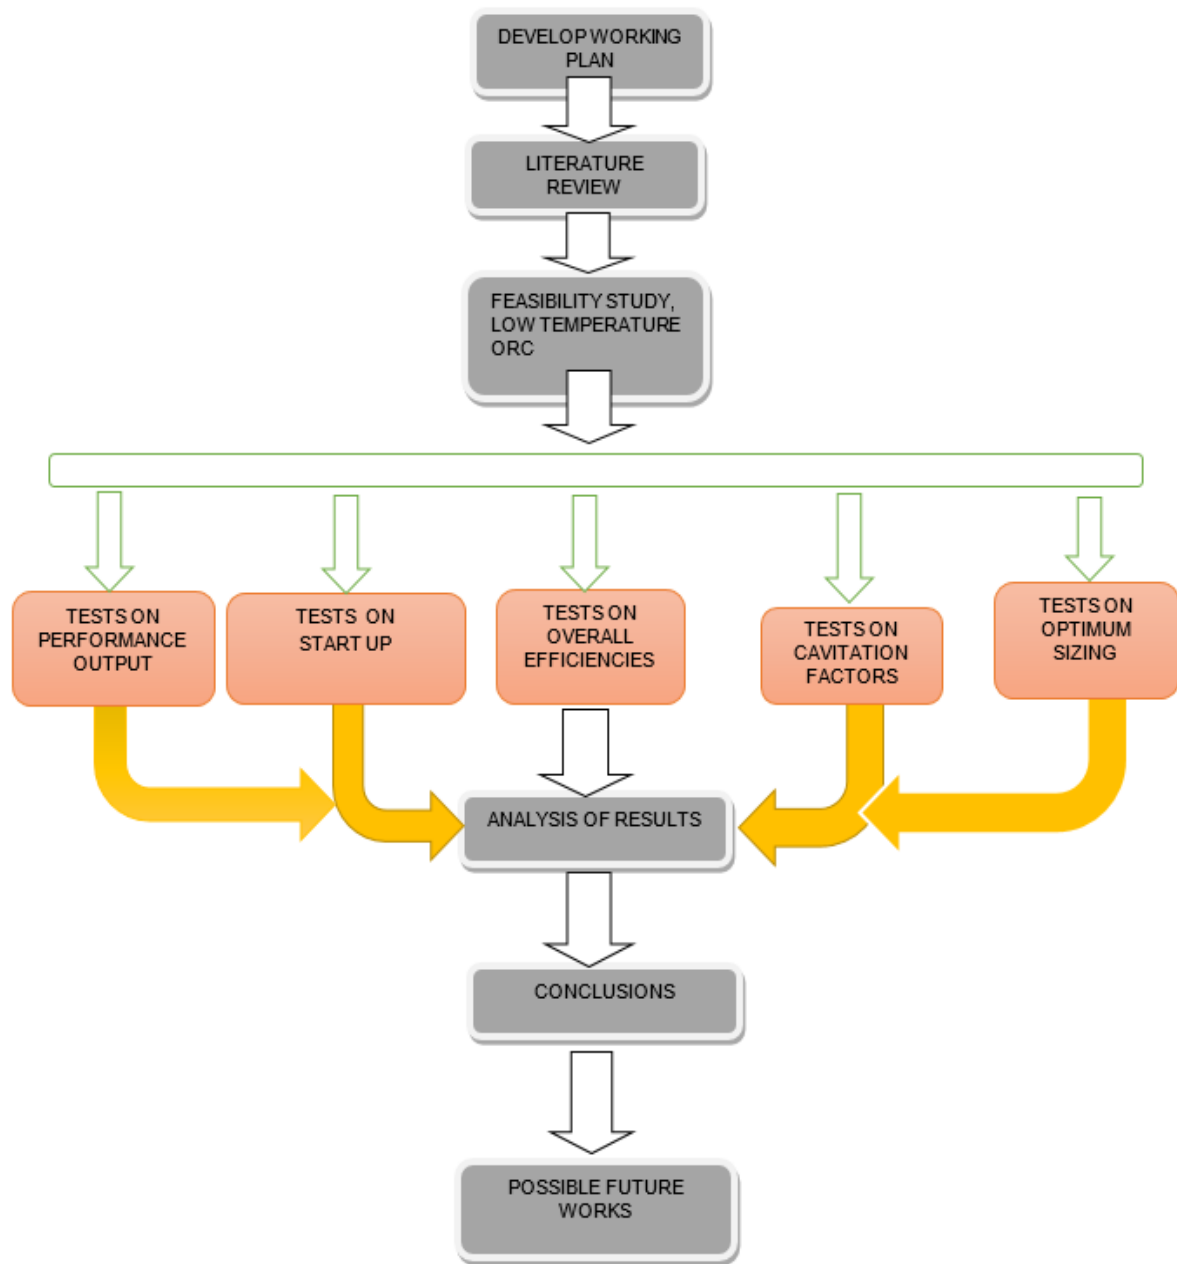 DEVELOP WORKING
PLAN
LITERATURE
REVIEW
FEASIBILITY STUDY,
LOW TEMPERATURE
ORC
TESTS ON
PERFORMANCE
OUTPUT
TESTS ON
START UP
TESTS ON
OVERALL
EFFICIENCIES
TESTS ON
CAVITATION
FACTORS
TESTS ON
OPTIMUM
SIZING
ANALYSIS OF RESULTS
CONCLUSIONS
POSSIBLE FUTURE
WORKS